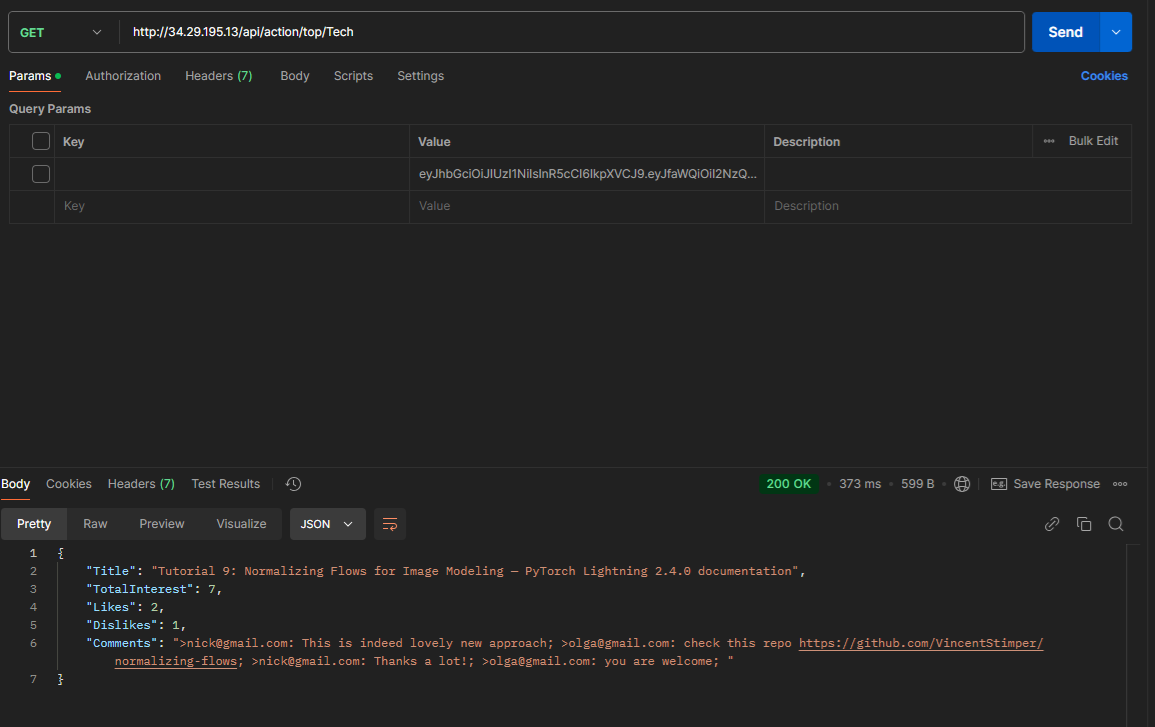 GET http://34.29.195.13/api/action/top/Tech Send
Params Authorization Headers (7) Body Scripts Settings Cookies
Query Params
Key Value Description Bulk Edit
eyJhbGciOiJIUzI1NiIsInR5cCI6IkpXVCJ9.eyJfaWQiOiI2NzQ...
Key Value Description
Body Cookies Headers (7) Test Results 200 OK 373 ms 599 B e.g. Save Response
Pretty Raw Preview Visualize JSON
1 {
2 "Title": "Tutorial 9: Normalizing Flows for Image Modeling — PyTorch Lightning 2.4.0 documentation",
3 "TotalInterest": 7,
4 "Likes": 2,
5 "Dislikes": 1,
6 "Comments": ">nick@gmail.com: This is indeed lovely new approach; >olga@gmail.com: check this repo https://github.com/VincentStimper/
normalizing-flows; >nick@gmail.com: Thanks a lot!; >olga@gmail.com: you are welcome; "
7 }